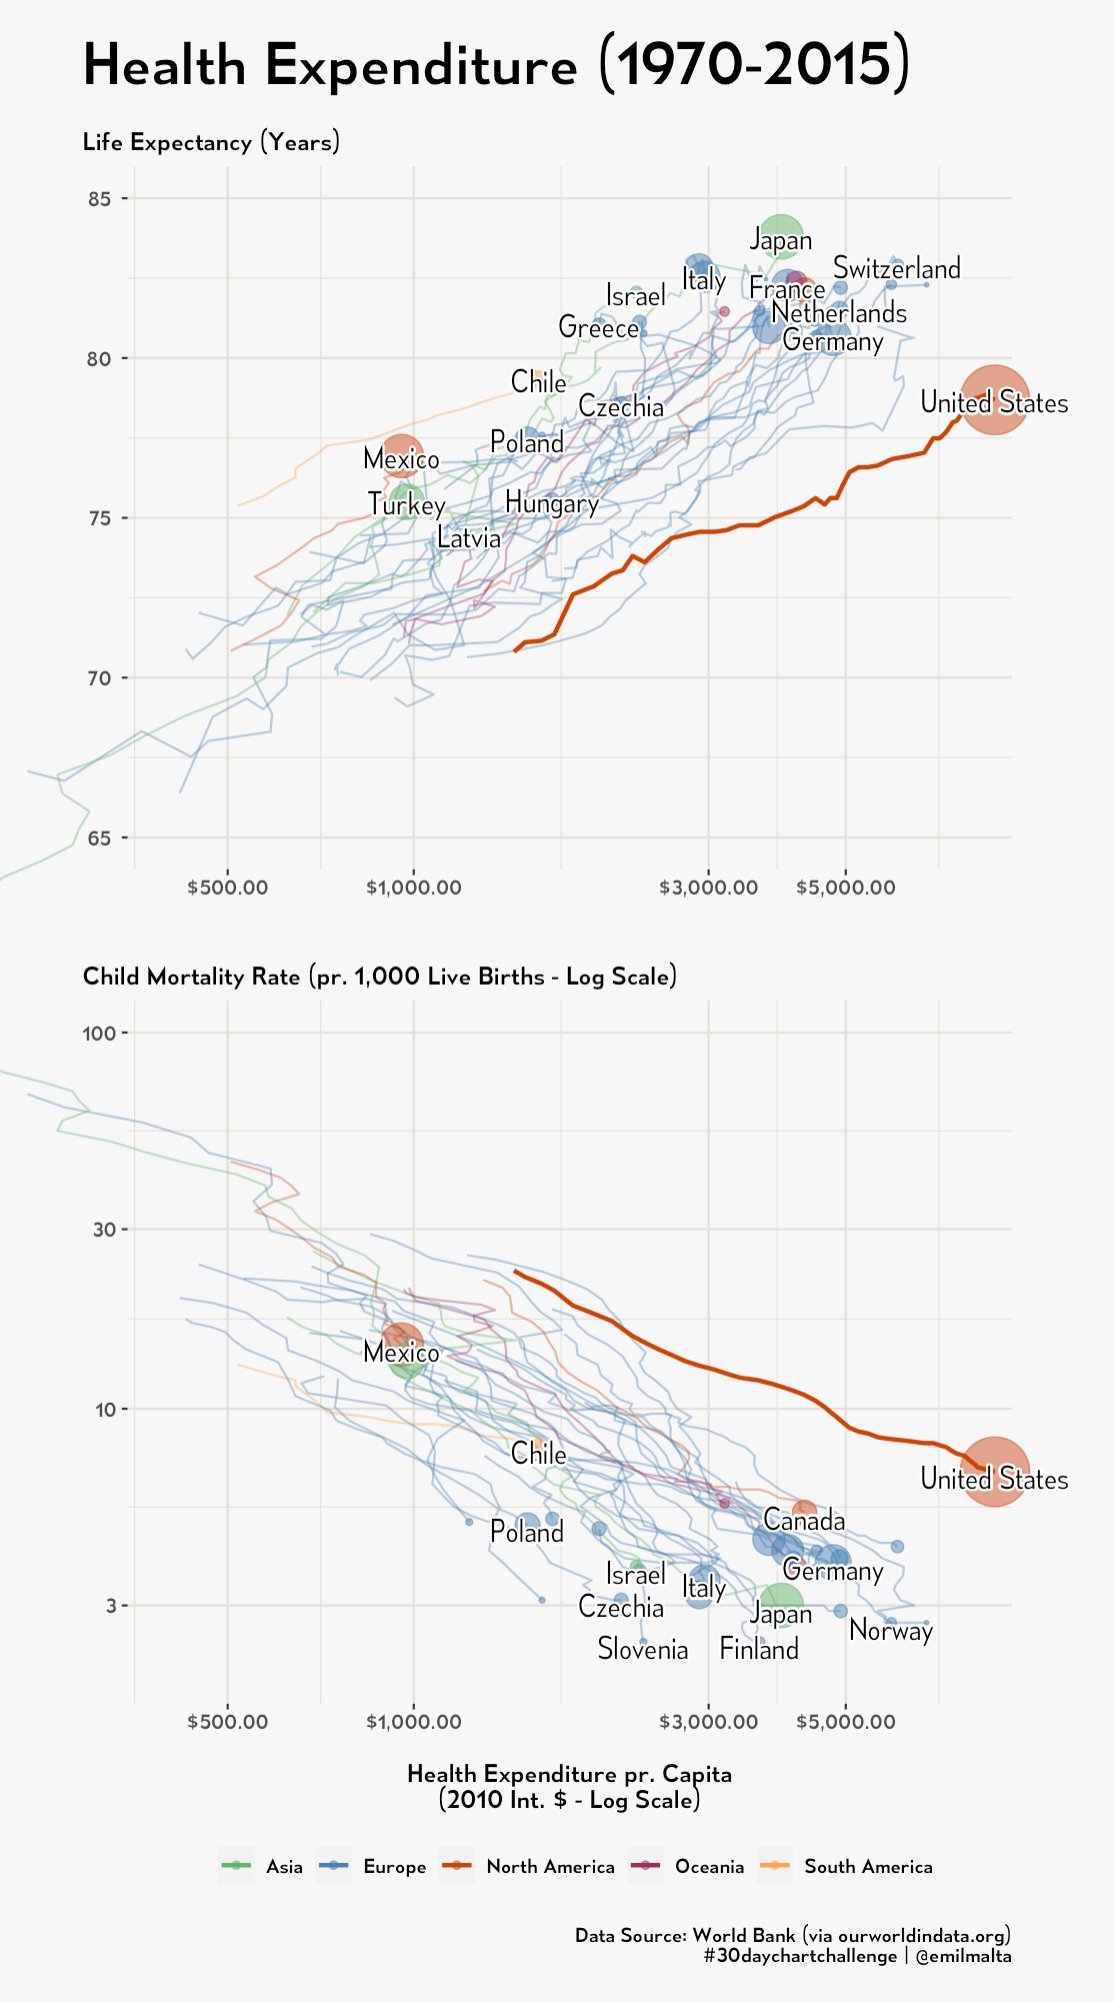 Health Expenditure (1970-2015)
Life Expectancy (Years)
85
Japan
Switzerland
Italy
France
Israel
Netherlands
Greece
Germany
80
Chile
United States
Czechia
Poland
Mexico
Turkey
Hungary
75
Latvia
70
65
$500.00 $1,000.00 $3,000.00 $5,000.00
Child Mortality Rate (pr. 1,000 Live Births - Log Scale)
100
30
Mexico
10
Chile
United States
Canada
Poland
Germany
Israel
Italy
3
Czechia
Japan
Norway
Slovenia
Finland
$500.00 $1,000.00 $3,000.00 $5,000.00
Health Expenditure pr. Capita
(2010 Int. $ - Log Scale)
Asia Europe North America Oceania South America
Data Source: World Bank (via ourworldindata.org)
#30daychartchallenge | @emilmalta